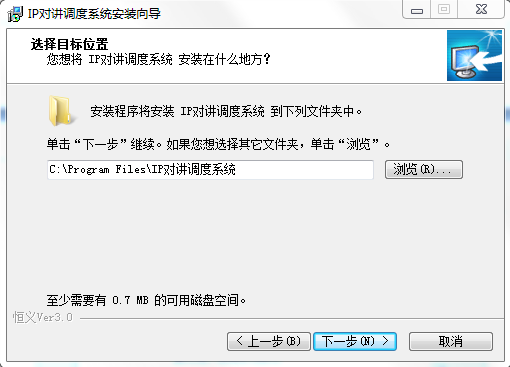 IP对讲调度系统安装向导
选择目标位置
您想将 IP对讲调度系统 安装在什么地方?
安装程序将安装 IP对讲调度系统 到下列文件夹中。
单击“下一步”继续。如果您想选择其它文件夹，单击“浏览”。
C:\Program Files\IP对讲调度系统
浏览(R)...
至少需要有 0.7 MB 的可用磁盘空间。
恒义Ver3.0
< 上一步(B)
下一步(N) >
取消